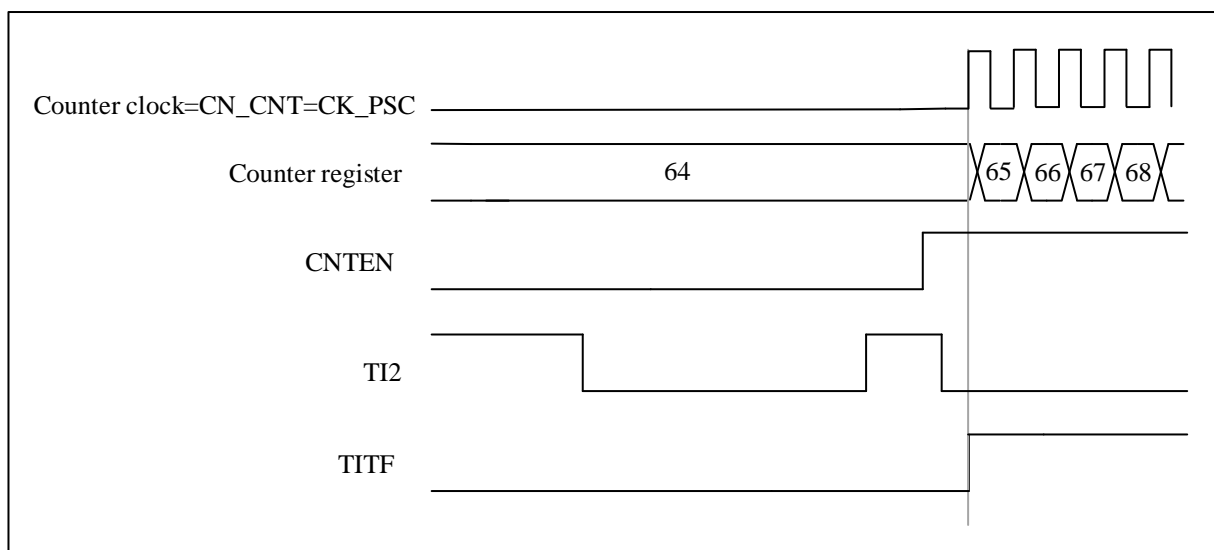 Counter clock=CN_CNT=CK_PSC
Counter register 64 65 66 67 68
CNTEN
TI2
TITF